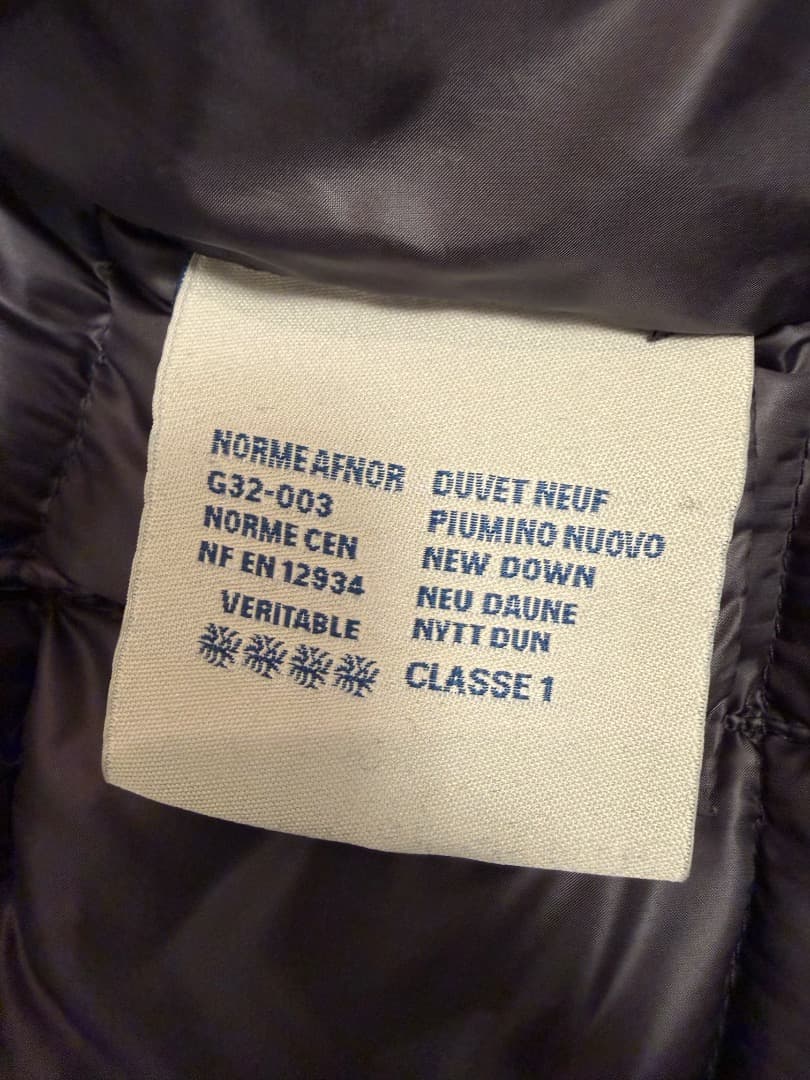 NORME AFNOR
G32-003
NORME CEN
NF EN 12934
VERITABLE
DUVET NEUF
PIUMINO NUOVO
NEW DOWN
NEU DAUNE
NYTT DUN
CLASSE 1